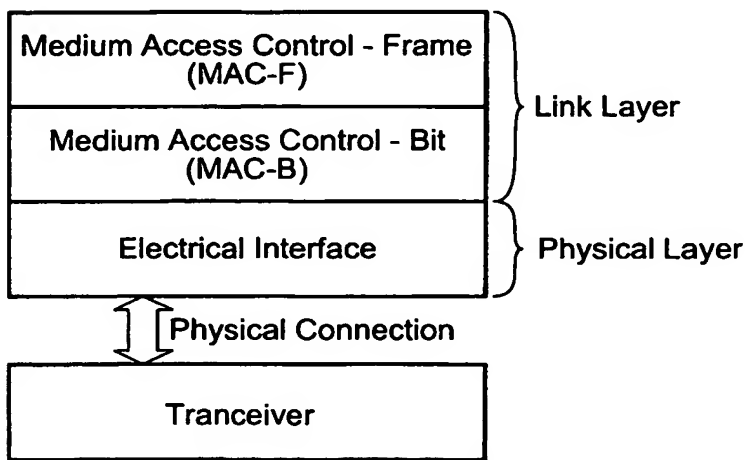 Medium Access Control - Frame
(MAC-F)
Link Layer
Medium Access Control - Bit
(MAC-B)
Electrical Interface
Physical Layer
Physical Connection
Tranceiver